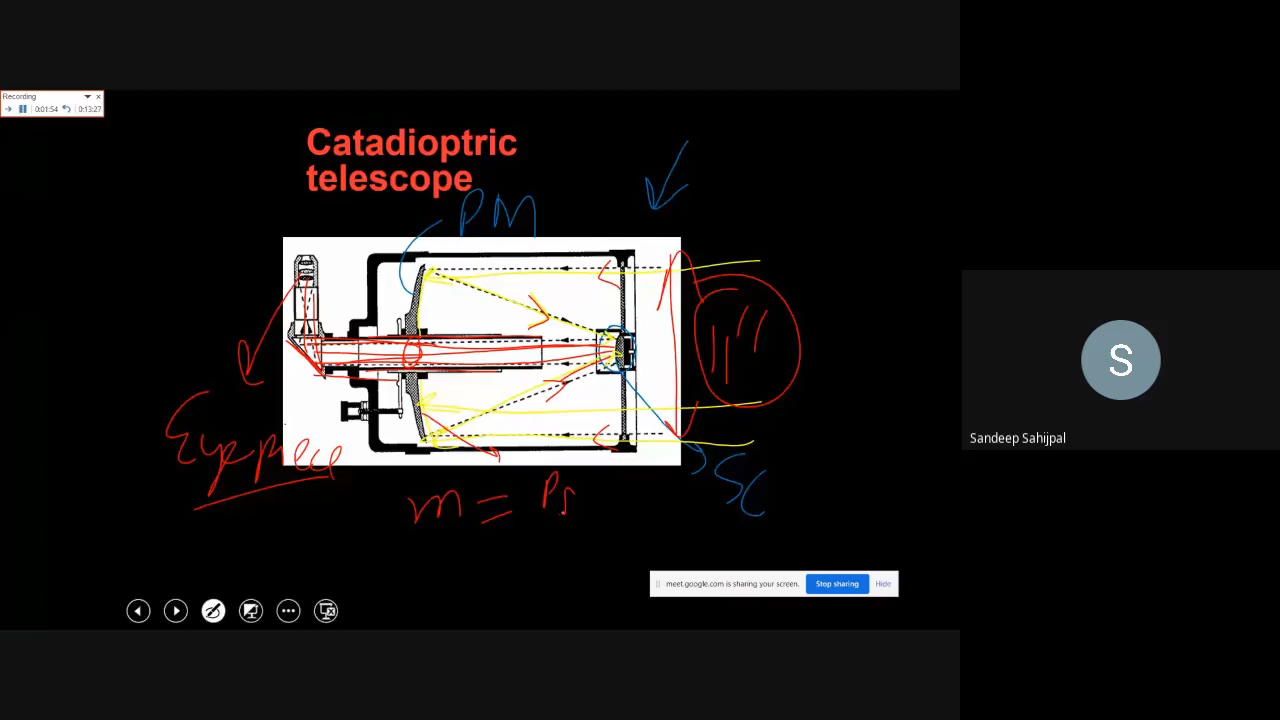 Recording
0:01:54 0:13:27
Catadioptric
telescope
PM
Eyepiece
SC
m = Ps
meet.google.com is sharing your screen. Stop sharing Hide
S
Sandeep Sahijpal